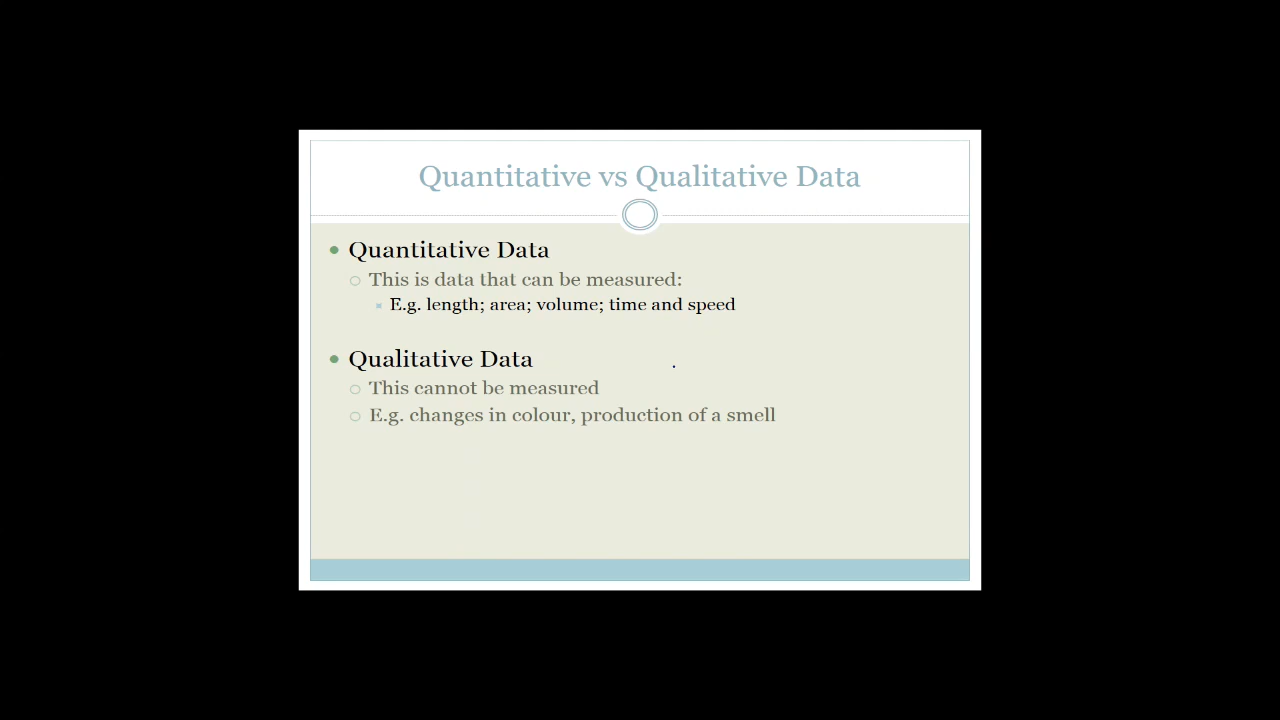 Quantitative vs Qualitative Data
Quantitative Data
This is data that can be measured:
E.g. length; area; volume; time and speed
Qualitative Data
This cannot be measured
E.g. changes in colour, production of a smell